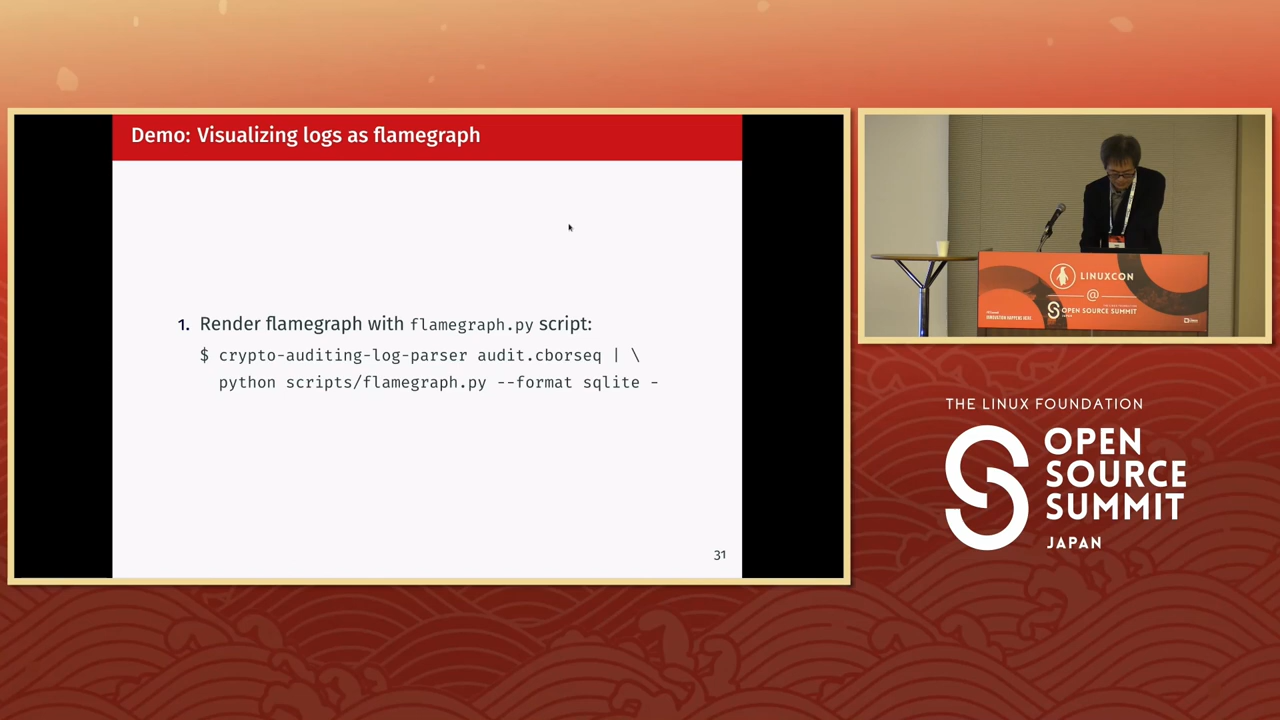 Demo: Visualizing logs as flamegraph
1. Render flamegraph with flamegraph.py script:
$ crypto-auditing-log-parser audit.cborseq | \
python scripts/flamegraph.py --format sqlite -
31
LINUXCON
@
OPEN SOURCE SUMMIT
THE LINUX FOUNDATION
OPEN
SOURCE
SUMMIT
JAPAN